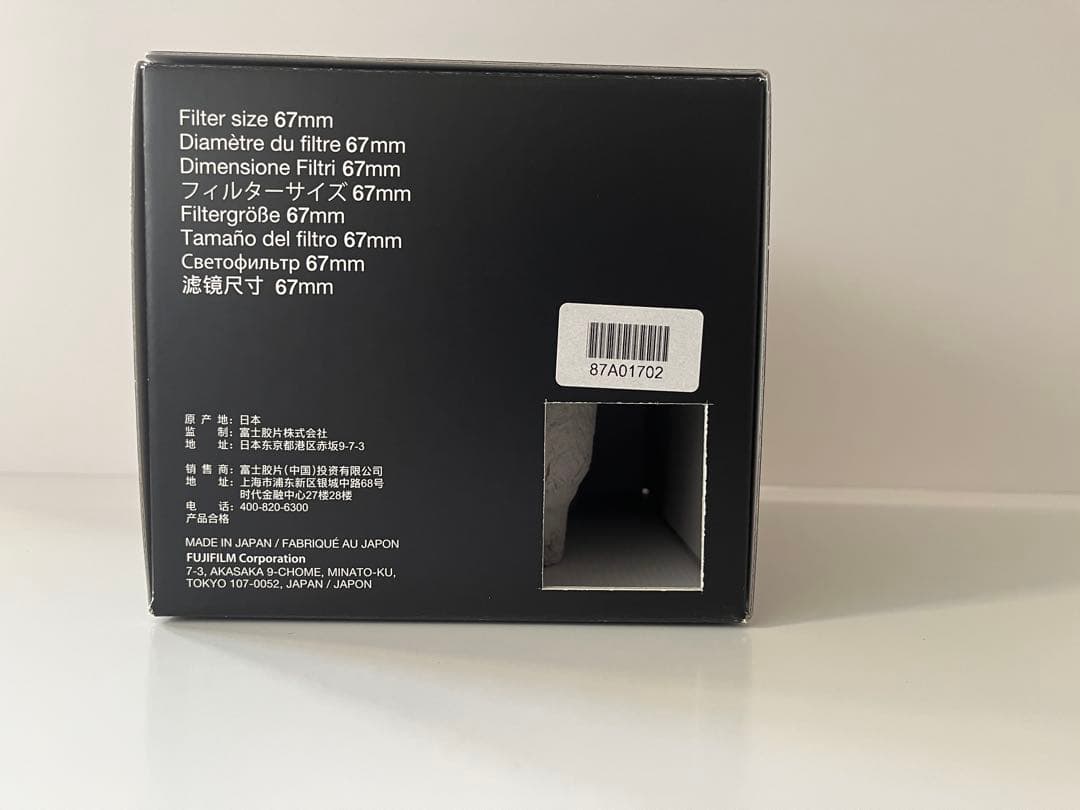 Filter size 67mm
Diamètre du filtre 67mm
Dimensione Filtri 67mm
フィルターサイズ 67mm
Filtergröße 67mm
Tamaño del filtro 67mm
Светофильтр 67mm
滤镜尺寸 67mm
87A01702
原 产 地: 日本
监 制: 富士胶片株式会社
地 址: 日本东京都港区赤坂9-7-3
销 售 商: 富士胶片(中国)投资有限公司
地 址: 上海市浦东新区银城中路68号
时代金融中心27楼28楼
电 话: 400-820-6300
产品合格
MADE IN JAPAN / FABRIQUÉ AU JAPON
FUJIFILM Corporation
7-3, AKASAKA 9-CHOME, MINATO-KU,
TOKYO 107-0052, JAPAN / JAPON